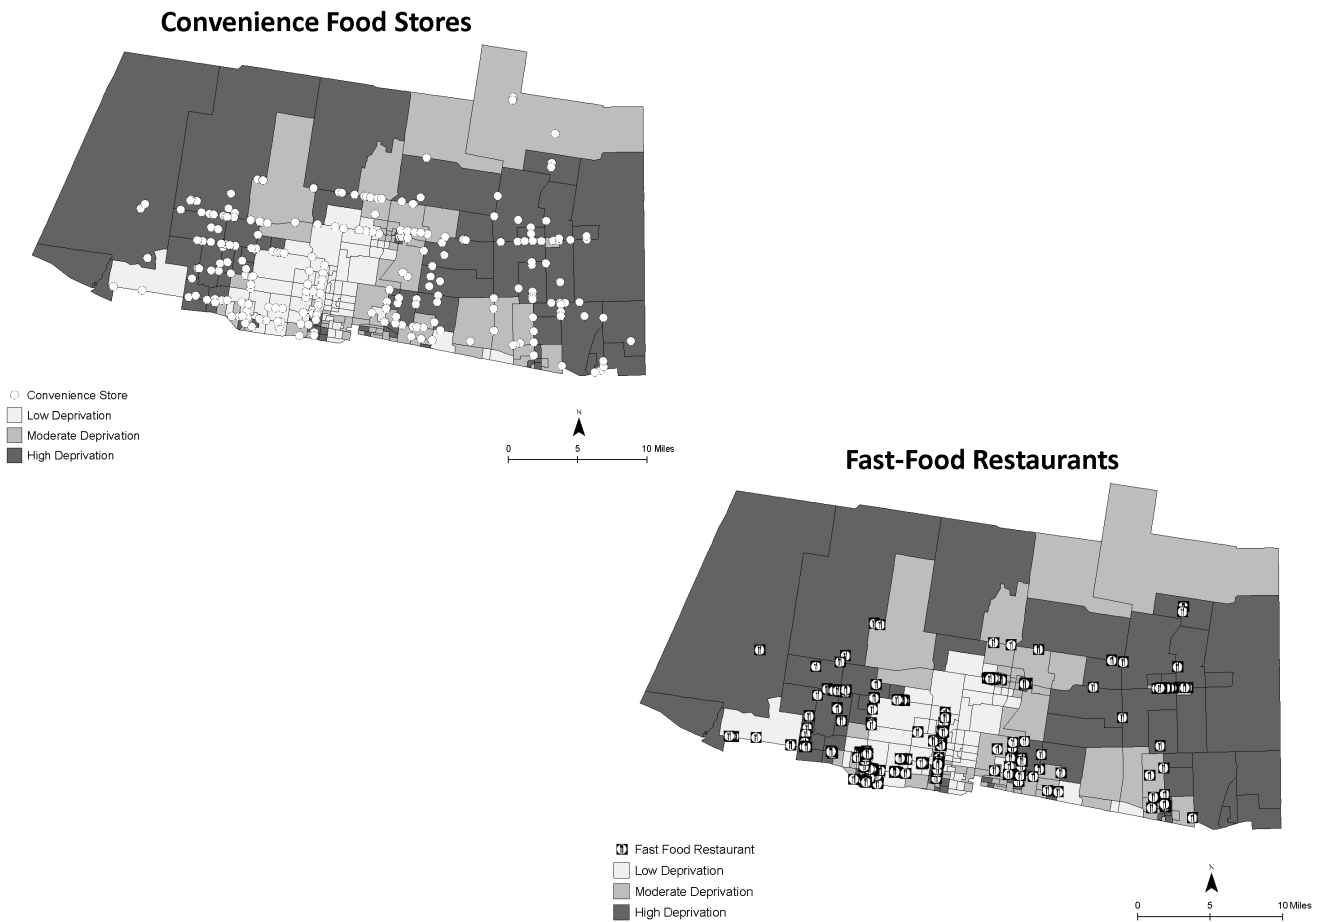 Convenience Food Stores
Convenience Store
Low Deprivation
Moderate Deprivation
High Deprivation
N
0 5 10 Miles
Fast-Food Restaurants
Fast Food Restaurant
Low Deprivation
Moderate Deprivation
High Deprivation
N
0 5 10 Miles